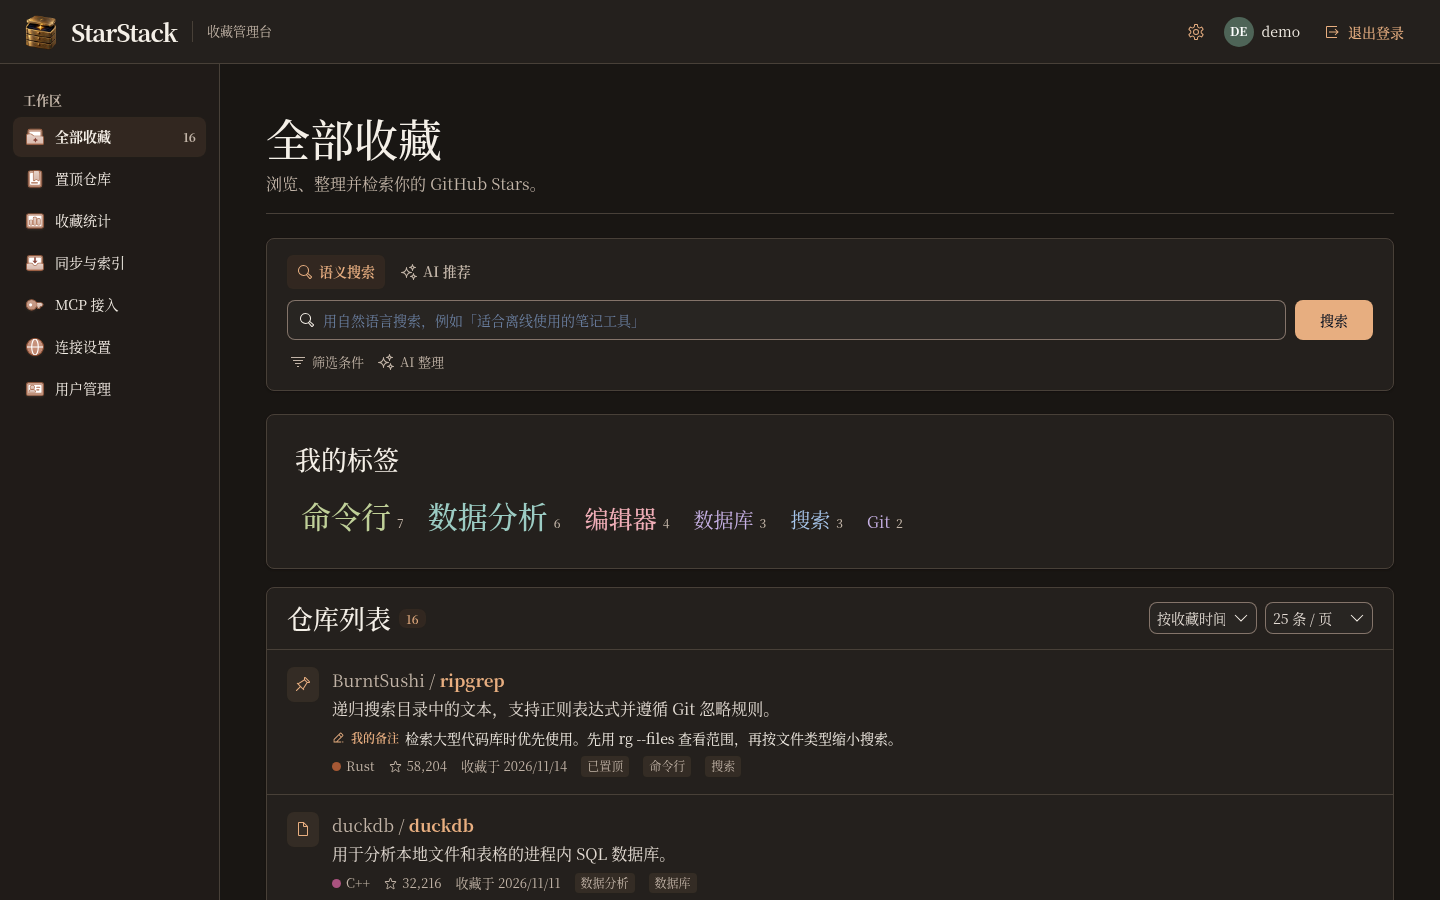 StarStack
收藏管理台
DE
demo
退出登录
工作区
全部收藏 16
置顶仓库
收藏统计
同步与索引
MCP 接入
连接设置
用户管理
全部收藏
浏览、整理并检索你的 GitHub Stars。
语义搜索 AI 推荐
用自然语言搜索，例如「适合离线使用的笔记工具」
搜索
筛选条件 AI 整理
我的标签
命令行 7 数据分析 6 编辑器 4 数据库 3 搜索 3 Git 2
仓库列表 16
按收藏时间 25 条 / 页
BurntSushi / ripgrep
递归搜索目录中的文本，支持正则表达式并遵循 Git 忽略规则。
我的备注 检索大型代码库时优先使用。先用 rg --files 查看范围，再按文件类型缩小搜索。
Rust 58,204 收藏于 2026/11/14 已置顶 命令行 搜索
duckdb / duckdb
用于分析本地文件和表格的进程内 SQL 数据库。
C++ 32,216 收藏于 2026/11/11 数据分析 数据库